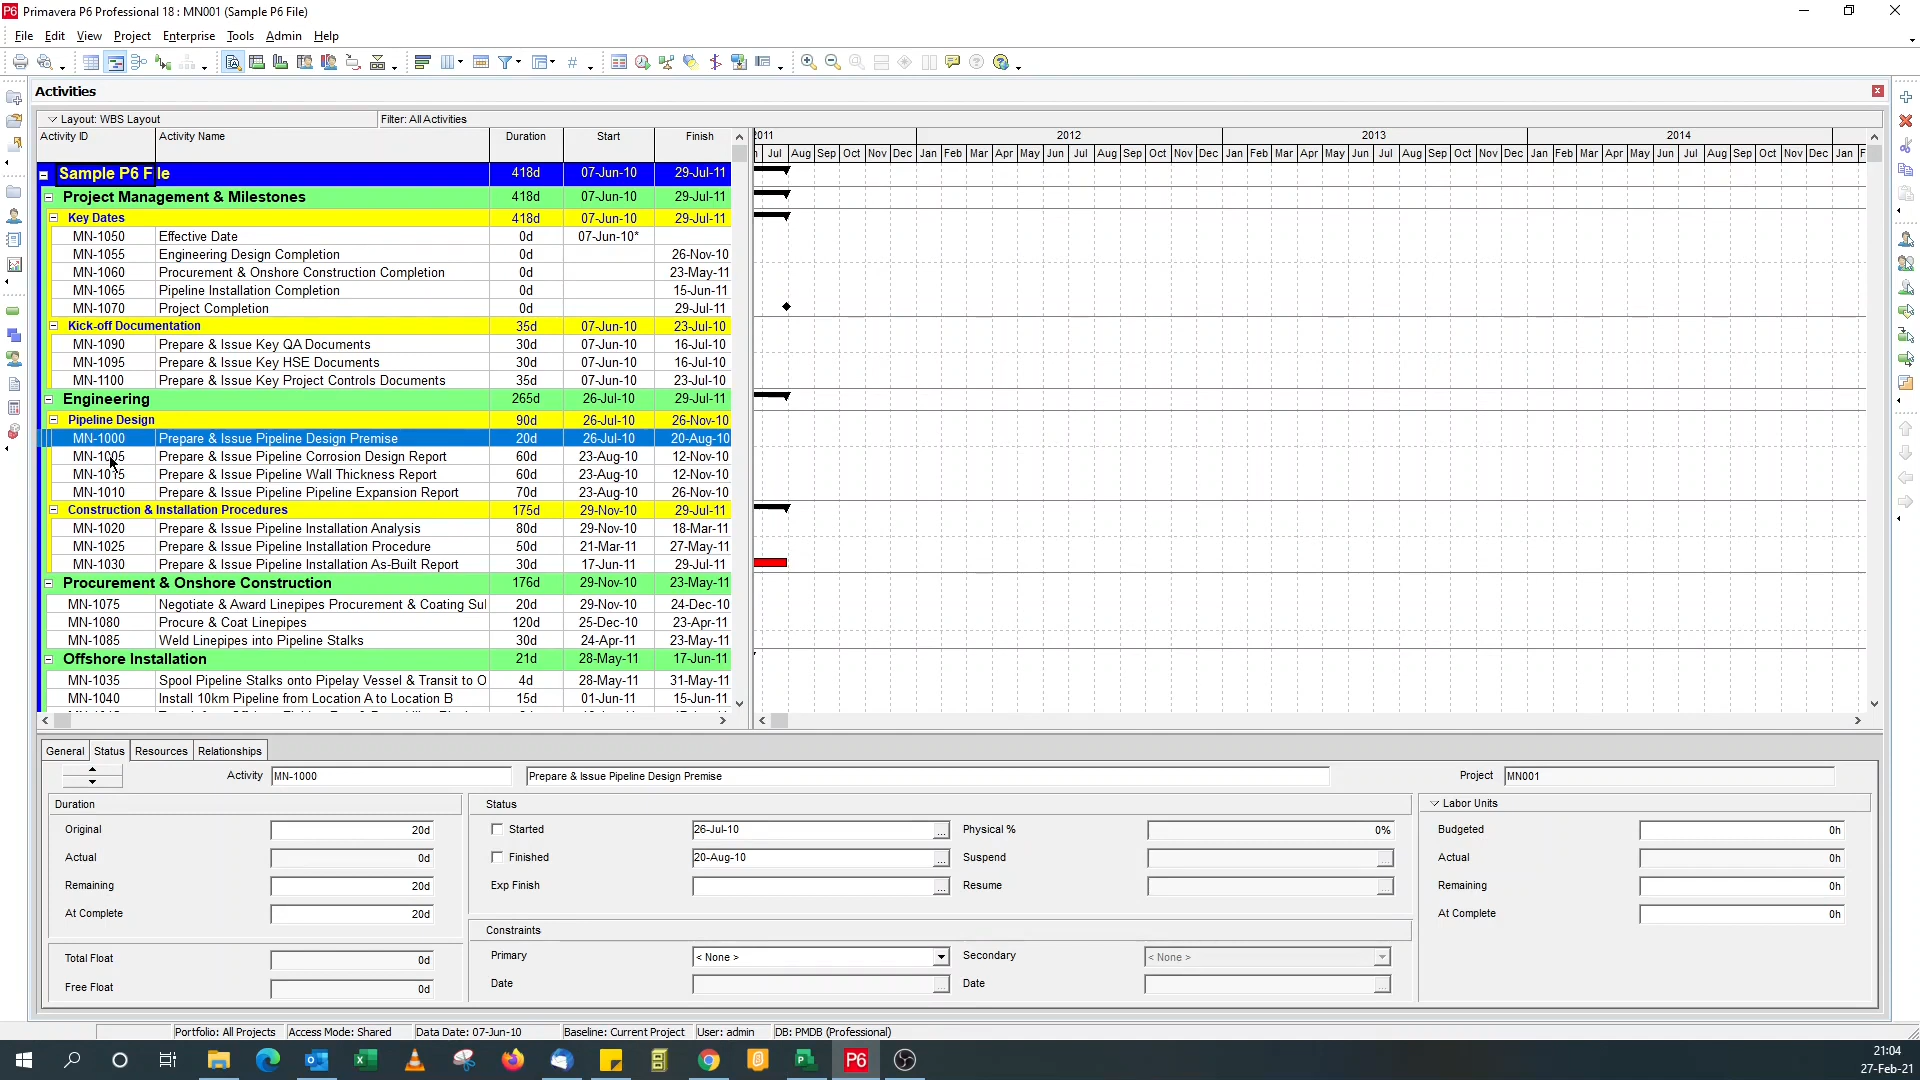 Primavera P6 Professional 18 : MN001 (Sample P6 File)
File Edit View Project Enterprise Tools Admin Help
Activities
Layout: WBS Layout Filter: All Activities
Activity ID Activity Name Duration Start Finish
2011 2012 2013 2014
Jul Aug Sep Oct Nov Dec Jan Feb Mar Apr May Jun Jul Aug Sep Oct Nov Dec Jan Feb Mar Apr May Jun Jul Aug Sep Oct Nov Dec Jan Feb Mar Apr May Jun Jul Aug Sep Oct Nov Dec Jan F
Sample P6 File 418d 07-Jun-10 29-Jul-11
Project Management & Milestones 418d 07-Jun-10 29-Jul-11
Key Dates 418d 07-Jun-10 29-Jul-11
MN-1050 Effective Date 0d 07-Jun-10*
MN-1055 Engineering Design Completion 0d 26-Nov-10
MN-1060 Procurement & Onshore Construction Completion 0d 23-May-11
MN-1065 Pipeline Installation Completion 0d 15-Jun-11
MN-1070 Project Completion 0d 29-Jul-11
Kick-off Documentation 35d 07-Jun-10 23-Jul-10
MN-1090 Prepare & Issue Key QA Documents 30d 07-Jun-10 16-Jul-10
MN-1095 Prepare & Issue Key HSE Documents 30d 07-Jun-10 16-Jul-10
MN-1100 Prepare & Issue Key Project Controls Documents 35d 07-Jun-10 23-Jul-10
Engineering 265d 26-Jul-10 29-Jul-11
Pipeline Design 90d 26-Jul-10 26-Nov-10
MN-1000 Prepare & Issue Pipeline Design Premise 20d 26-Jul-10 20-Aug-10
MN-1005 Prepare & Issue Pipeline Corrosion Design Report 60d 23-Aug-10 12-Nov-10
MN-1015 Prepare & Issue Pipeline Wall Thickness Report 60d 23-Aug-10 12-Nov-10
MN-1010 Prepare & Issue Pipeline Pipeline Expansion Report 70d 23-Aug-10 26-Nov-10
Construction & Installation Procedures 175d 29-Nov-10 29-Jul-11
MN-1020 Prepare & Issue Pipeline Installation Analysis 80d 29-Nov-10 18-Mar-11
MN-1025 Prepare & Issue Pipeline Installation Procedure 50d 21-Mar-11 27-May-11
MN-1030 Prepare & Issue Pipeline Installation As-Built Report 30d 17-Jun-11 29-Jul-11
Procurement & Onshore Construction 176d 29-Nov-10 23-May-11
MN-1075 Negotiate & Award Linepipes Procurement & Coating Sul 20d 29-Nov-10 24-Dec-10
MN-1080 Procure & Coat Linepipes 120d 25-Dec-10 23-Apr-11
MN-1085 Weld Linepipes into Pipeline Stalks 30d 24-Apr-11 23-May-11
Offshore Installation 21d 28-May-11 17-Jun-11
MN-1035 Spool Pipeline Stalks onto Pipelay Vessel & Transit to O 4d 28-May-11 31-May-11
MN-1040 Install 10km Pipeline from Location A to Location B 15d 01-Jun-11 15-Jun-11
General Status Resources Relationships
Activity MN-1000 Prepare & Issue Pipeline Design Premise Project MN001
Duration Status Labor Units
Original 20d Started 26-Jul-10 ... Physical % 0% Budgeted 0h
Actual 0d Finished 20-Aug-10 ... Suspend ... Actual 0h
Remaining 20d Exp Finish ... Resume ... Remaining 0h
At Complete 20d At Complete 0h
Constraints
Total Float 0d Primary < None > Secondary < None >
Free Float 0d Date ... Date ...
Portfolio: All Projects Access Mode: Shared Data Date: 07-Jun-10 Baseline: Current Project User: admin DB: PMDB (Professional)
P6
21:04
27-Feb-21